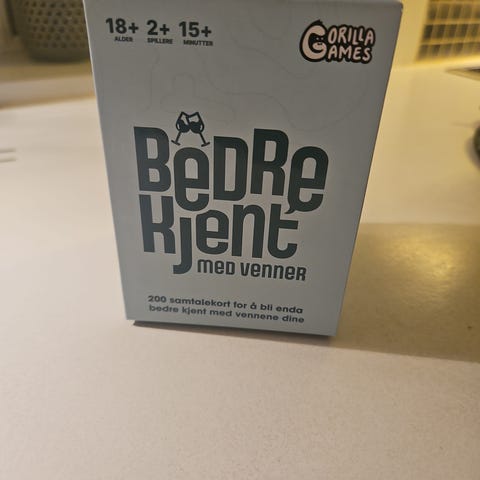 18+ 2+ 15+
ALDER SPILLERE MINUTTER
GORILLA
GAMES
BEDRE
Kjent
MED VENNER
200 samtalekort for å bli enda
bedre kjent med vennene dine